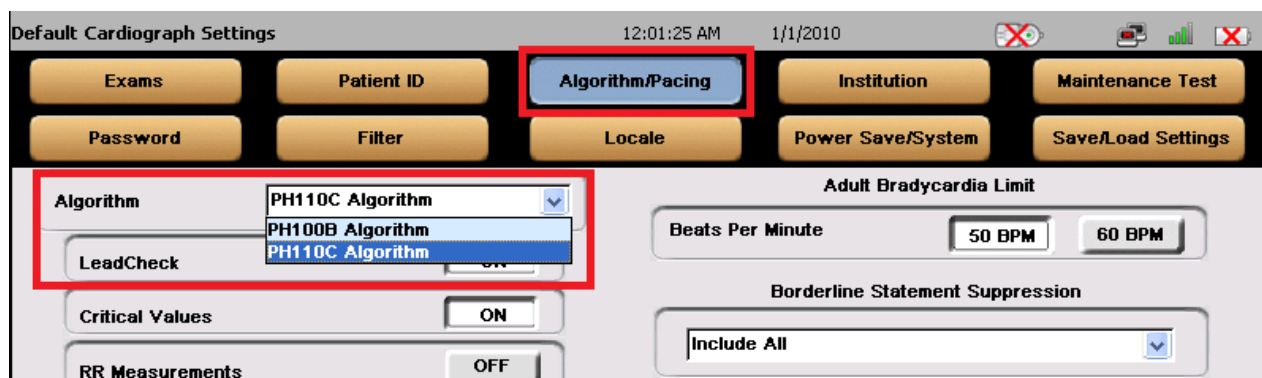 Default Cardiograph Settings 12:01:25 AM 1/1/2010
Exams Patient ID Algorithm/Pacing Institution Maintenance Test
Password Filter Locale Power Save/System Save/Load Settings
Algorithm PH110C Algorithm
PH100B Algorithm
PH110C Algorithm
LeadCheck ON
Critical Values ON
RR Measurements OFF
Adult Bradycardia Limit
Beats Per Minute 50 BPM 60 BPM
Borderline Statement Suppression
Include All